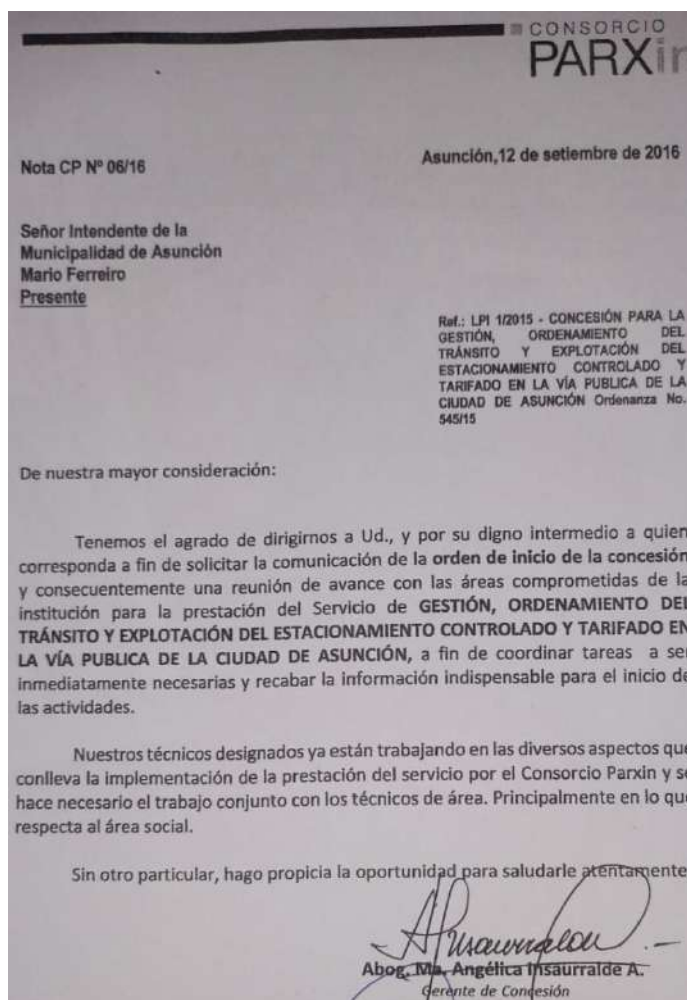 CONSORCIO
PARXin
Nota CP Nº 06/16
Asunción,12 de setiembre de 2016
Señor Intendente de la
Municipalidad de Asunción
Mario Ferreiro
Presente
Ref.: LPI 1/2015 - CONCESIÓN PARA LA
GESTIÓN, ORDENAMIENTO DEL
TRÁNSITO Y EXPLOTACIÓN DEL
ESTACIONAMIENTO CONTROLADO Y
TARIFADO EN LA VÍA PUBLICA DE LA
CIUDAD DE ASUNCIÓN Ordenanza No.
545/15
De nuestra mayor consideración:
Tenemos el agrado de dirigirnos a Ud., y por su digno intermedio a quien
corresponda a fin de solicitar la comunicación de la orden de inicio de la concesión
y consecuentemente una reunión de avance con las áreas comprometidas de la
institución para la prestación del Servicio de GESTIÓN, ORDENAMIENTO DEL
TRÁNSITO Y EXPLOTACIÓN DEL ESTACIONAMIENTO CONTROLADO Y TARIFADO EN
LA VÍA PUBLICA DE LA CIUDAD DE ASUNCIÓN, a fin de coordinar tareas a ser
inmediatamente necesarias y recabar la información indispensable para el inicio de
las actividades.
Nuestros técnicos designados ya están trabajando en las diversos aspectos que
conlleva la implementación de la prestación del servicio por el Consorcio Parxin y se
hace necesario el trabajo conjunto con los técnicos de área. Principalmente en lo que
respecta al área social.
Sin otro particular, hago propicia la oportunidad para saludarle atentamente
Abog. Ma. Angélica Insaurralde A.
Gerente de Concesión